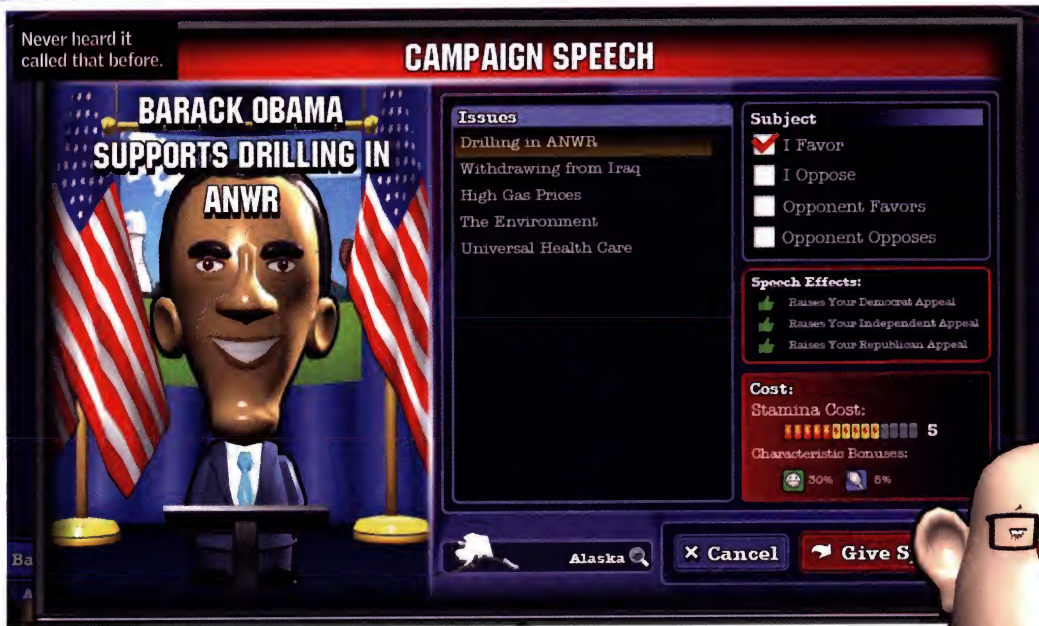 Never heard it
called that before.
CAMPAIGN SPEECH
BARACK OBAMA
SUPPORTS DRILLING IN
ANWR
Issues
Drilling in ANWR
Withdrawing from Iraq
High Gas Prices
The Environment
Universal Health Care
Subject
I Favor
I Oppose
Opponent Favors
Opponent Opposes
Speech Effects:
Raises Your Democrat Appeal
Raises Your Independent Appeal
Raises Your Republican Appeal
Cost:
Stamina Cost:
5
Characteristic Bonuses:
30% 5%
Alaska
Cancel
Give S
Ba
A